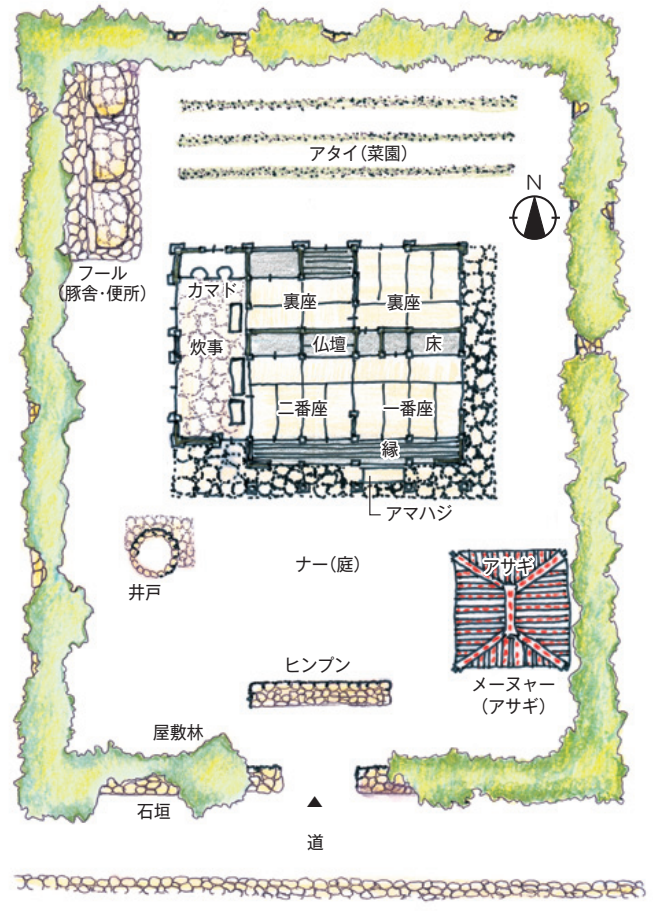 アタイ(菜園)
N
フール
(豚舎・便所)
カマド
裏座
裏座
炊事
仏壇
床
二番座
一番座
縁
アマハジ
井戸
ナー(庭)
アサギ
メーヌャー
(アサギ)
ヒンプン
屋敷林
石垣
道